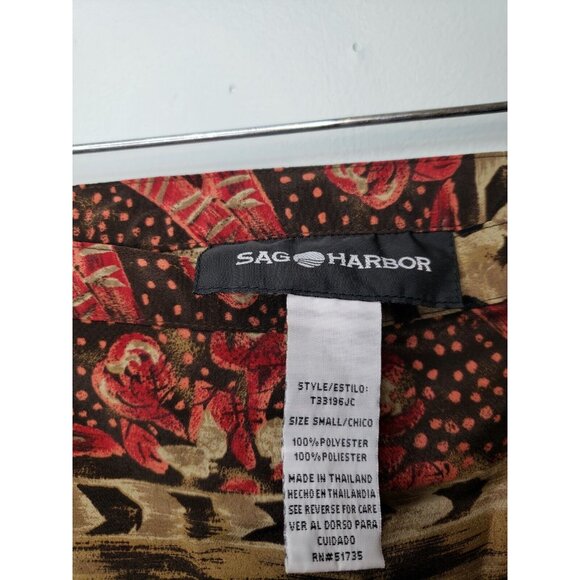 SAG HARBOR
STYLE/ESTILO:
T33196JC
SIZE SMALL/CHICO
100%POLYESTER
100%POLIESTER
MADE IN THAILAND
HECHO EN THAILANDIA
SEE REVERSE FOR CARE
VER AL DORSO PARA
CUIDADO
RN#51735